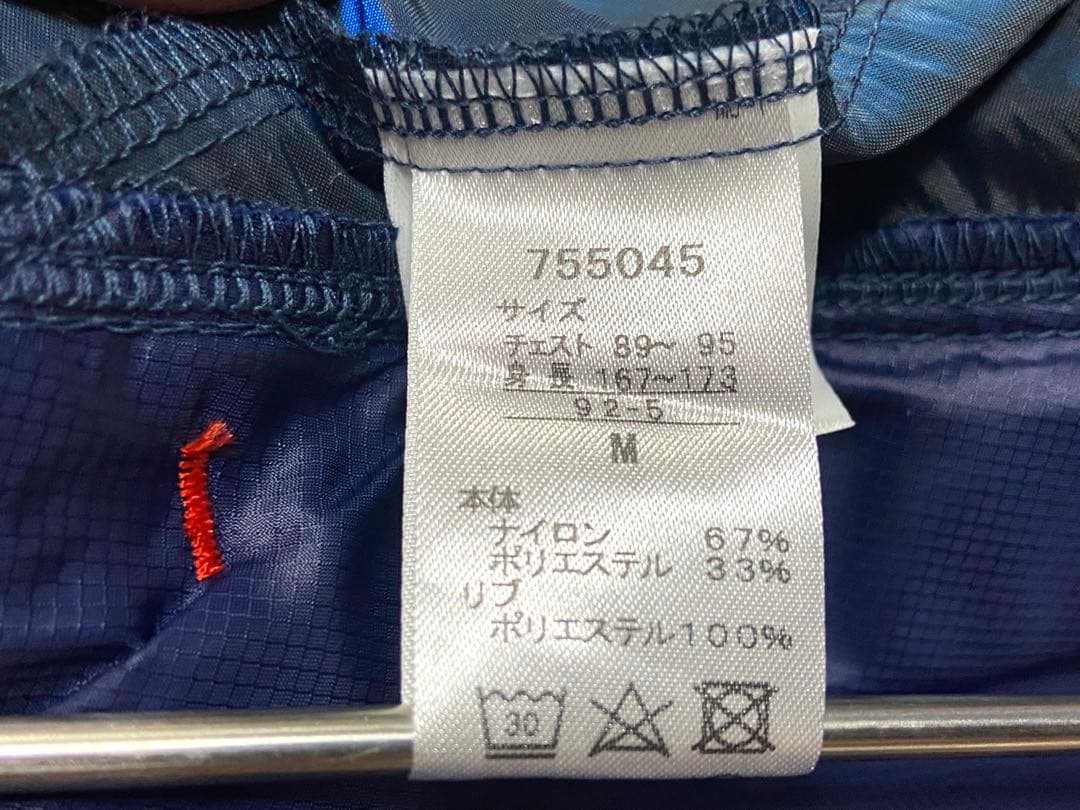 755045
サイズ
チェスト 89〜 95
身 長 167〜173
92-5
M
本体
ナイロン 67%
ポリエステル 33%
リブ
ポリエステル100%
30